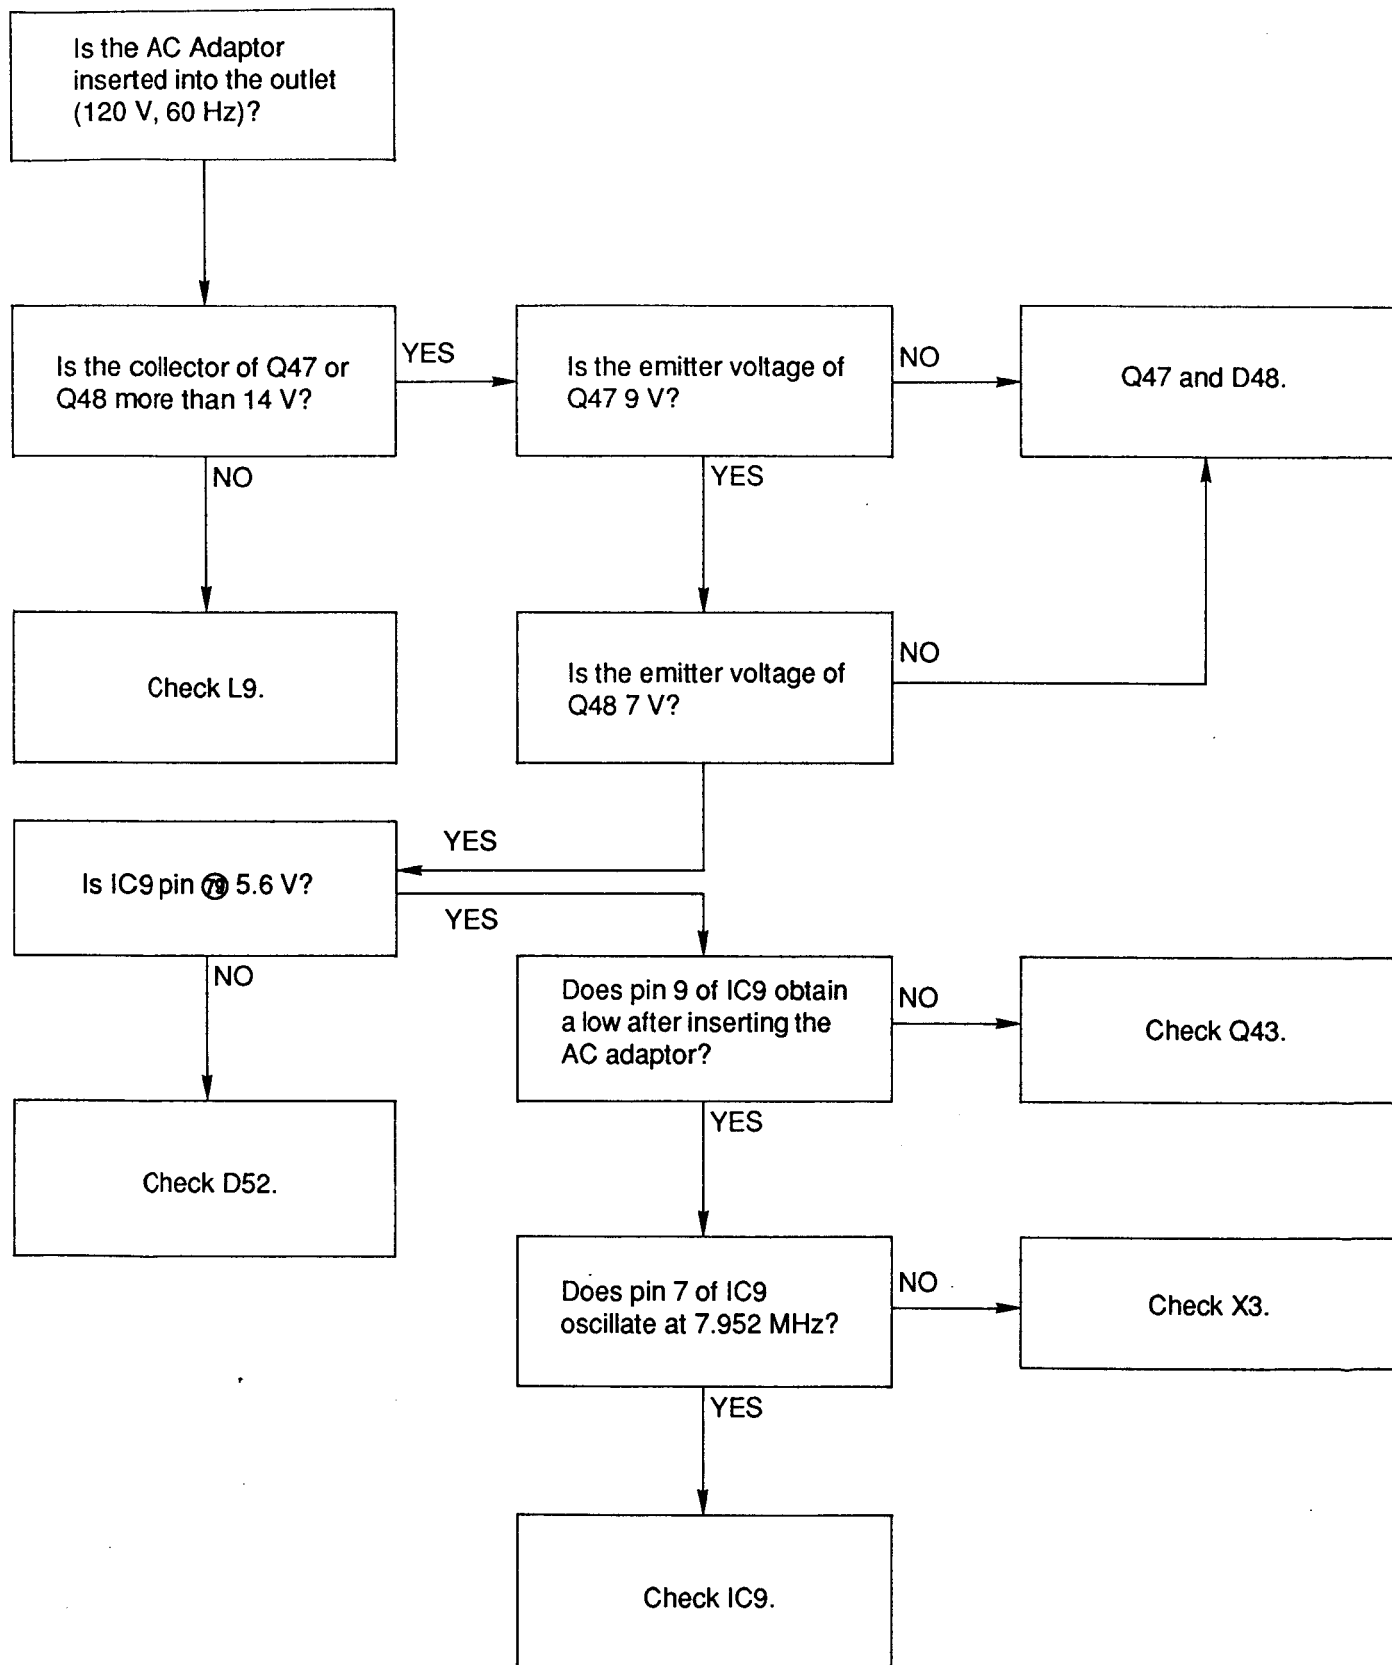 Is the AC Adaptor
inserted into the outlet
(120 V, 60 Hz)?
Is the collector of Q47 or
Q48 more than 14 V?
YES
Is the emitter voltage of
Q47 9 V?
NO
Q47 and D48.
NO
YES
Check L9.
Is the emitter voltage of
Q48 7 V?
NO
YES
Is IC9 pin 5.6 V?
YES
NO
Does pin 9 of IC9 obtain
a low after inserting the
AC adaptor?
NO
Check Q43.
Check D52.
YES
Does pin 7 of IC9
oscillate at 7.952 MHz?
NO
Check X3.
YES
Check IC9.